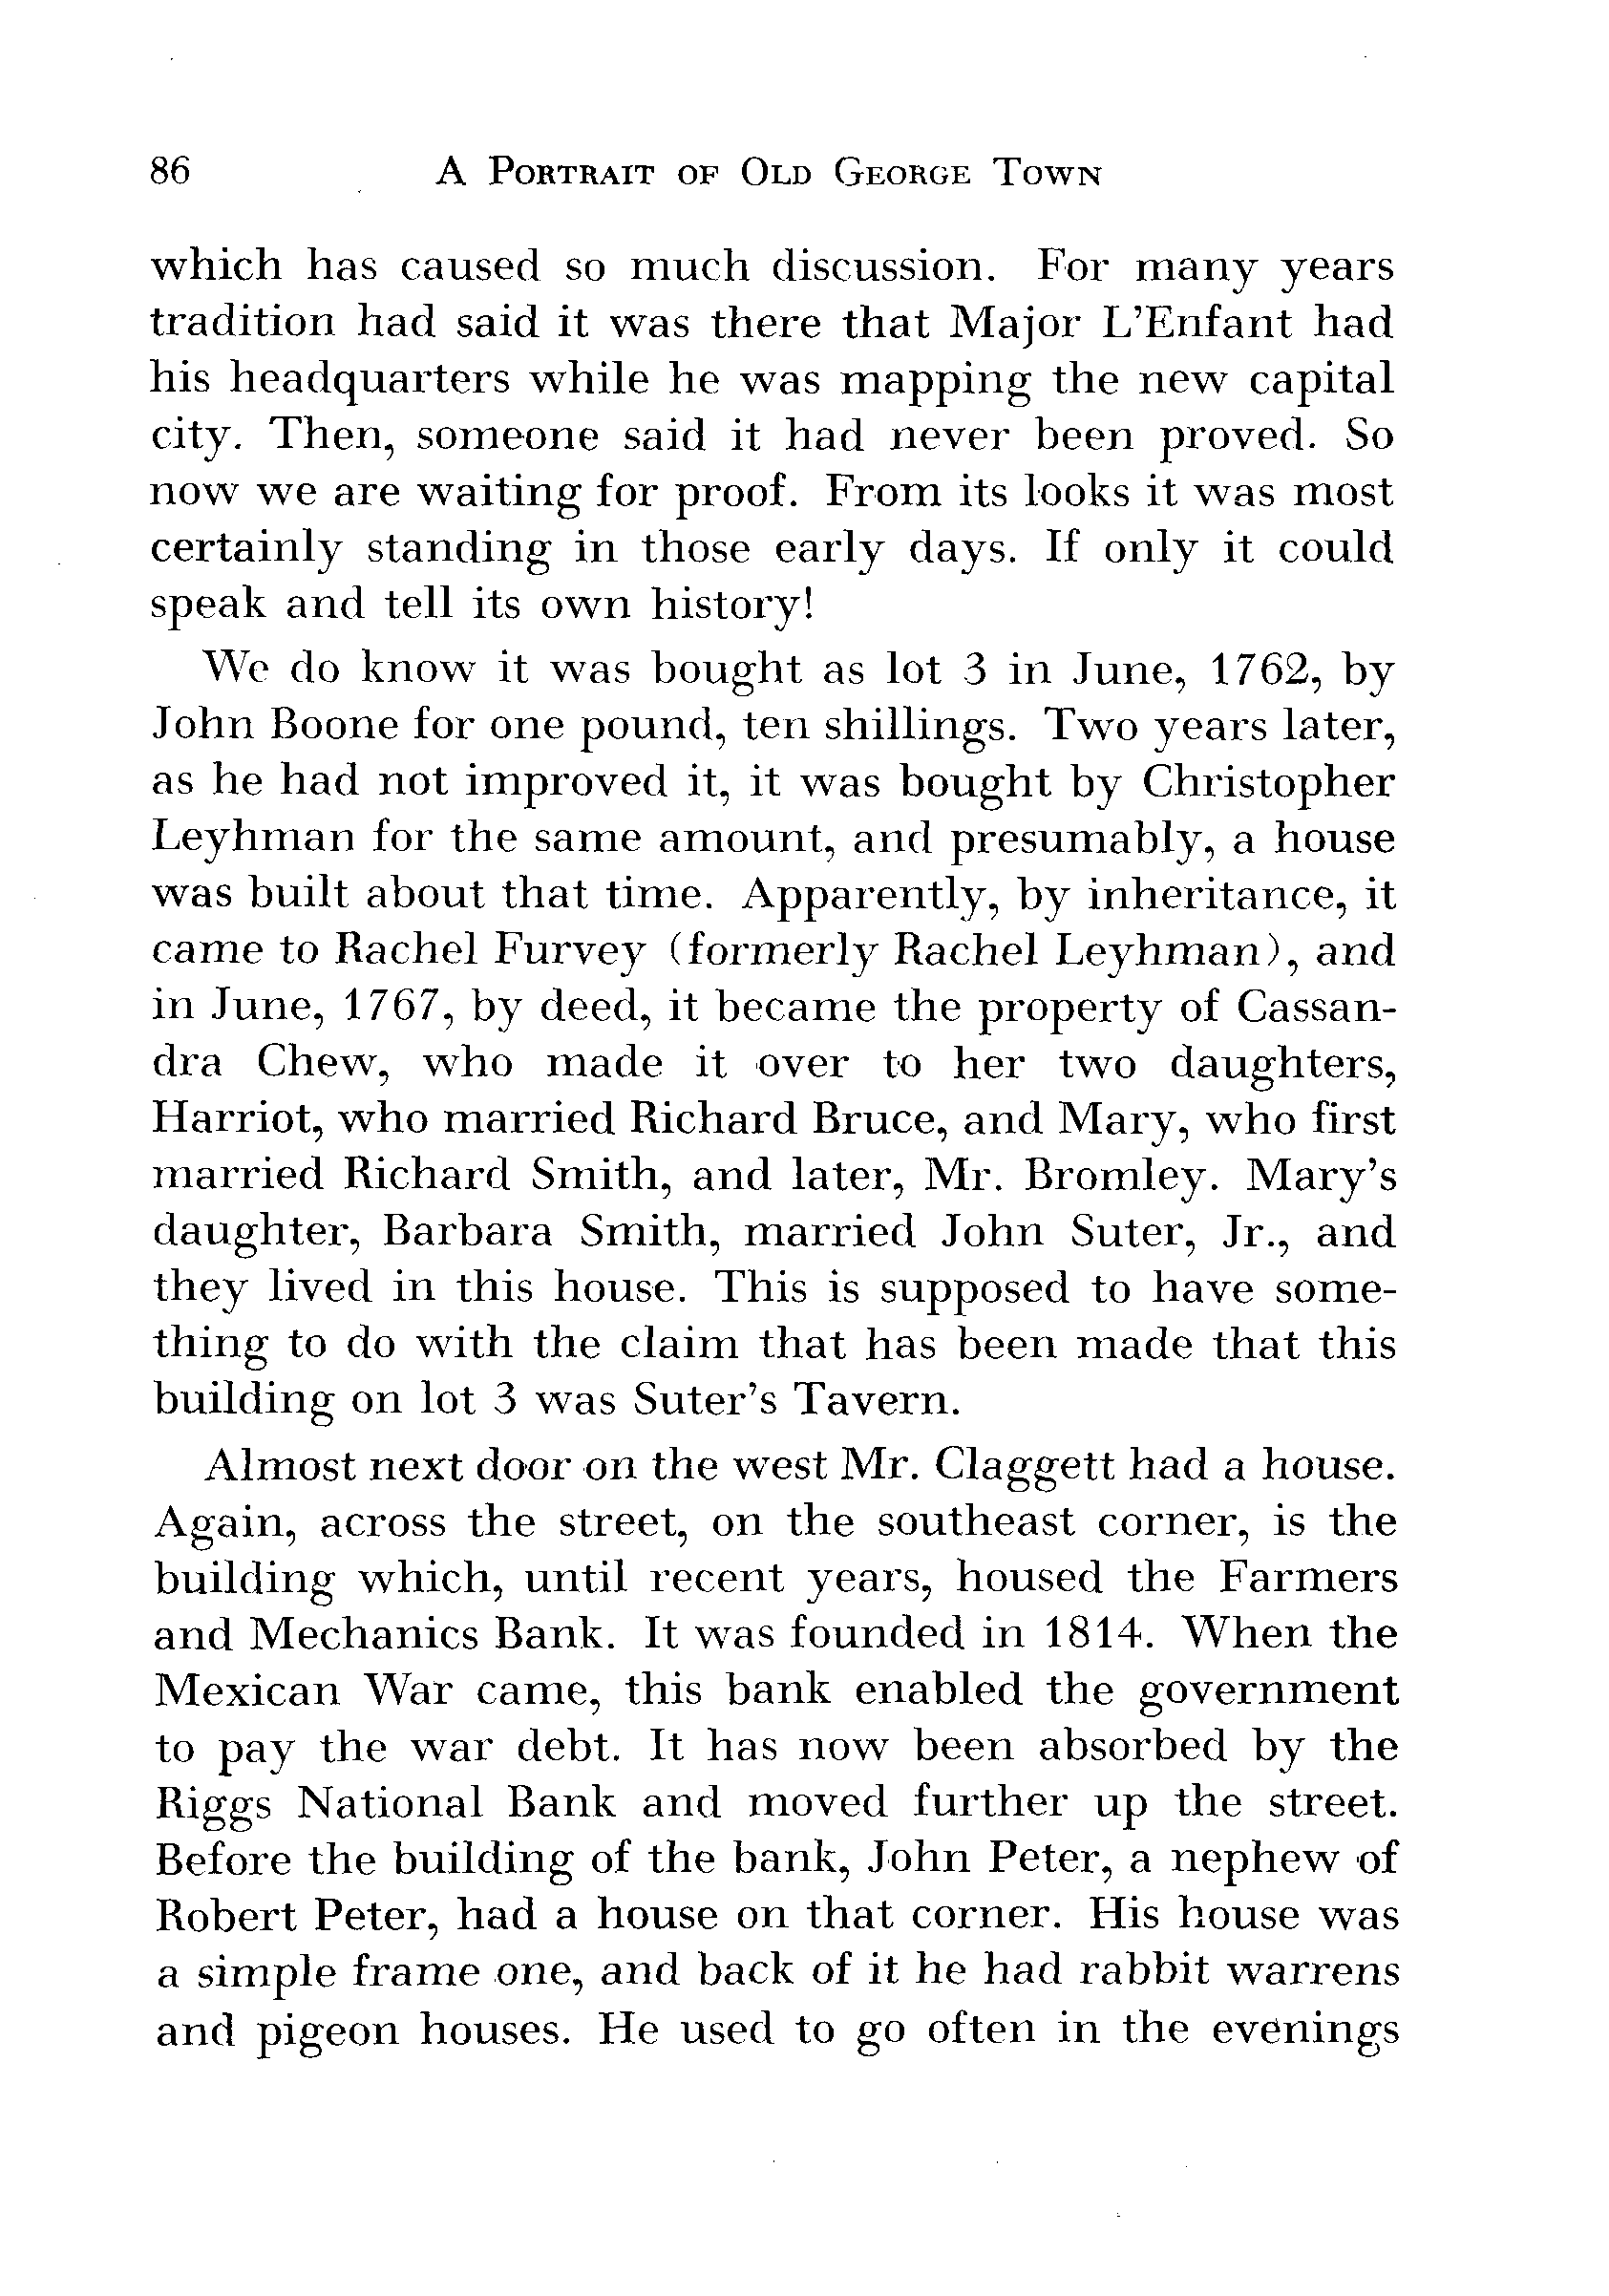 86 A Portrait of Old George Town
which has caused so much discussion. For many years
tradition had said it was there that Major L'Enfant had
his headquarters while he was mapping the new capital
city. Then, someone said it had never been proved. So
now we are waiting for proof. From its looks it was most
certainly standing in those early days. If only it could
speak and tell its own history!
We do know it was bought as lot 3 in June, 1762, by
John Boone for one pound, ten shillings. Two years later,
as he had not improved it, it was bought by Christopher
Leyhman for the same amount, and presumably, a house
was built about that time. Apparently, by inheritance, it
came to Rachel Furvey (formerly Rachel Leyhman), and
in June, 1767, by deed, it became the property of Cassan-
dra Chew, who made it over to her two daughters,
Harriot, who married Richard Bruce, and Mary, who first
married Richard Smith, and later, Mr. Bromley. Mary's
daughter, Barbara Smith, married John Suter, Jr., and
they lived in this house. This is supposed to have some-
thing to do with the claim that has been made that this
building on lot 3 was Suter's Tavern.
Almost next door on the west Mr. Claggett had a house.
Again, across the street, on the southeast corner, is the
building which, until recent years, housed the Farmers
and Mechanics Bank. It was founded in 1814. When the
Mexican War came, this bank enabled the government
to pay the war debt. It has now been absorbed by the
Riggs National Bank and moved further up the street.
Before the building of the bank, John Peter, a nephew of
Robert Peter, had a house on that corner. His house was
a simple frame one, and back of it he had rabbit warrens
and pigeon houses. He used to go often in the evenings